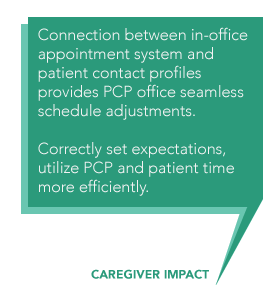 Connection between in-office
appointment system and
patient contact profiles
provides PCP office seamless
schedule adjustments.
Correctly set expectations,
utilize PCP and patient time
more efficiently.
CAREGIVER IMPACT